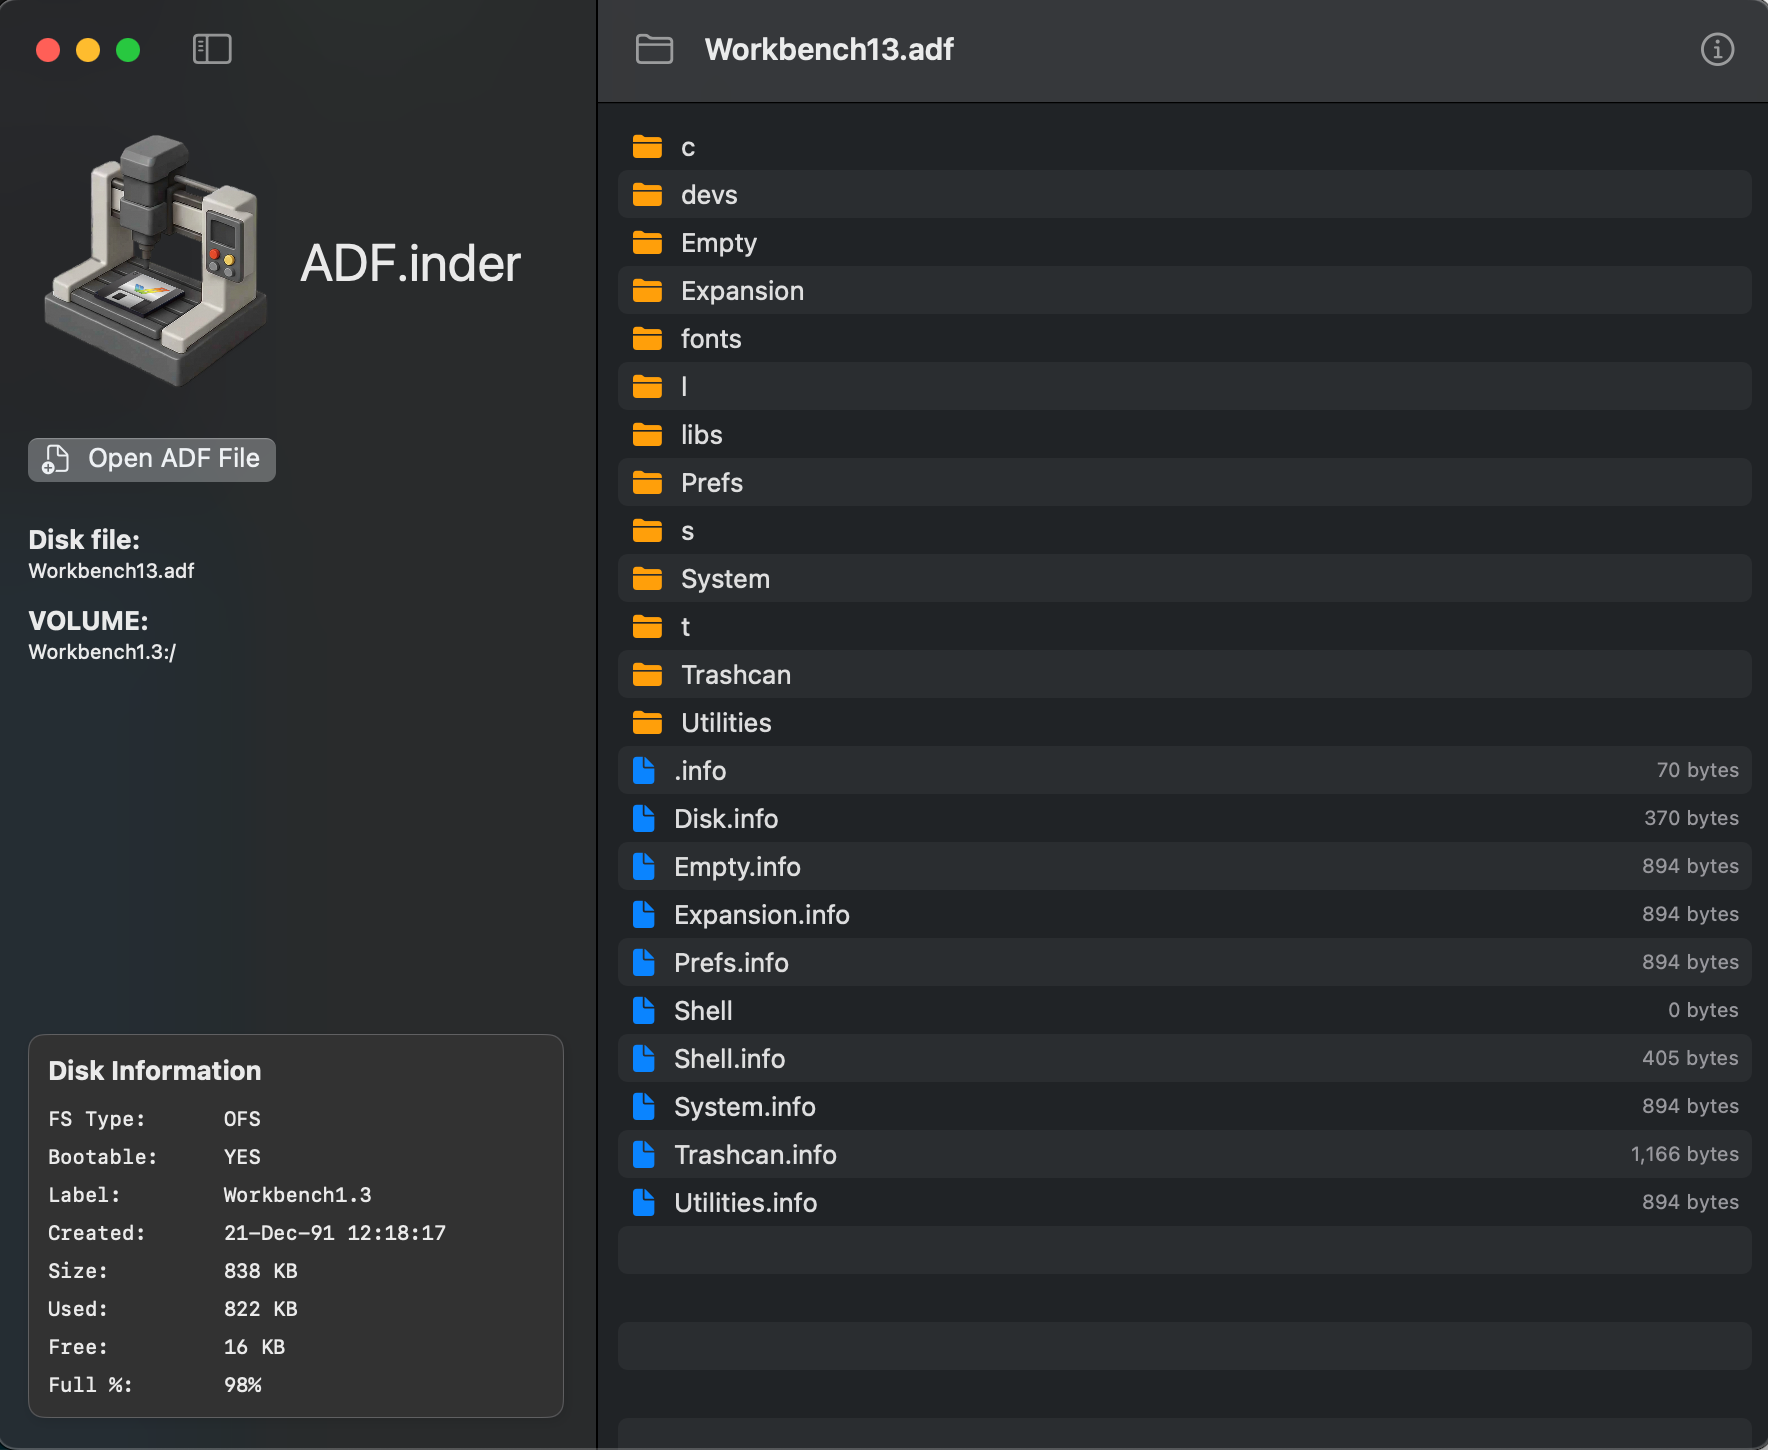 Workbench13.adf
ADF.inder
Open ADF File
Disk file:
Workbench13.adf
VOLUME:
Workbench1.3:/
Disk Information
FS Type: OFS
Bootable: YES
Label: Workbench1.3
Created: 21-Dec-91 12:18:17
Size: 838 KB
Used: 822 KB
Free: 16 KB
Full %: 98%
c
devs
Empty
Expansion
fonts
l
libs
Prefs
s
System
t
Trashcan
Utilities
.info 70 bytes
Disk.info 370 bytes
Empty.info 894 bytes
Expansion.info 894 bytes
Prefs.info 894 bytes
Shell 0 bytes
Shell.info 405 bytes
System.info 894 bytes
Trashcan.info 1,166 bytes
Utilities.info 894 bytes